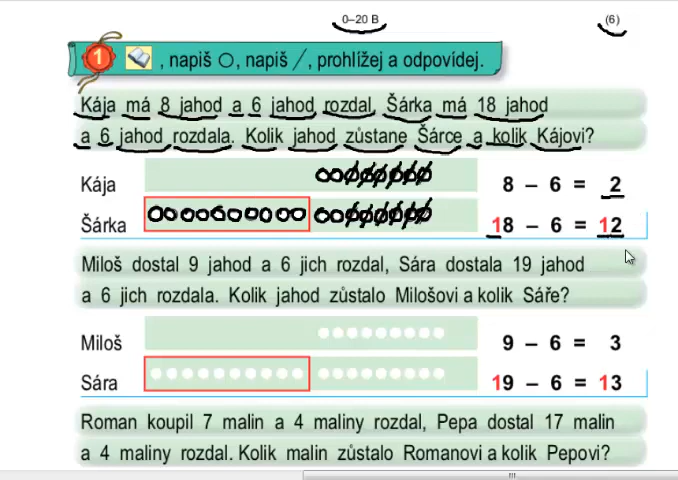 0–20 B (6)
1 , napiš ○, napiš /, prohlížej a odpovídej.
Kája má 8 jahod a 6 jahod rozdal, Šárka má 18 jahod
a 6 jahod rozdala. Kolik jahod zůstane Šárce a kolik Kájovi?
Kája 8 – 6 = 2
Šárka 18 – 6 = 12
Miloš dostal 9 jahod a 6 jich rozdal, Sára dostala 19 jahod
a 6 jich rozdala. Kolik jahod zůstalo Milošovi a kolik Sáře?
Miloš 9 – 6 = 3
Sára 19 – 6 = 13
Roman koupil 7 malin a 4 maliny rozdal, Pepa dostal 17 malin
a 4 maliny rozdal. Kolik malin zůstalo Romanovi a kolik Pepovi?